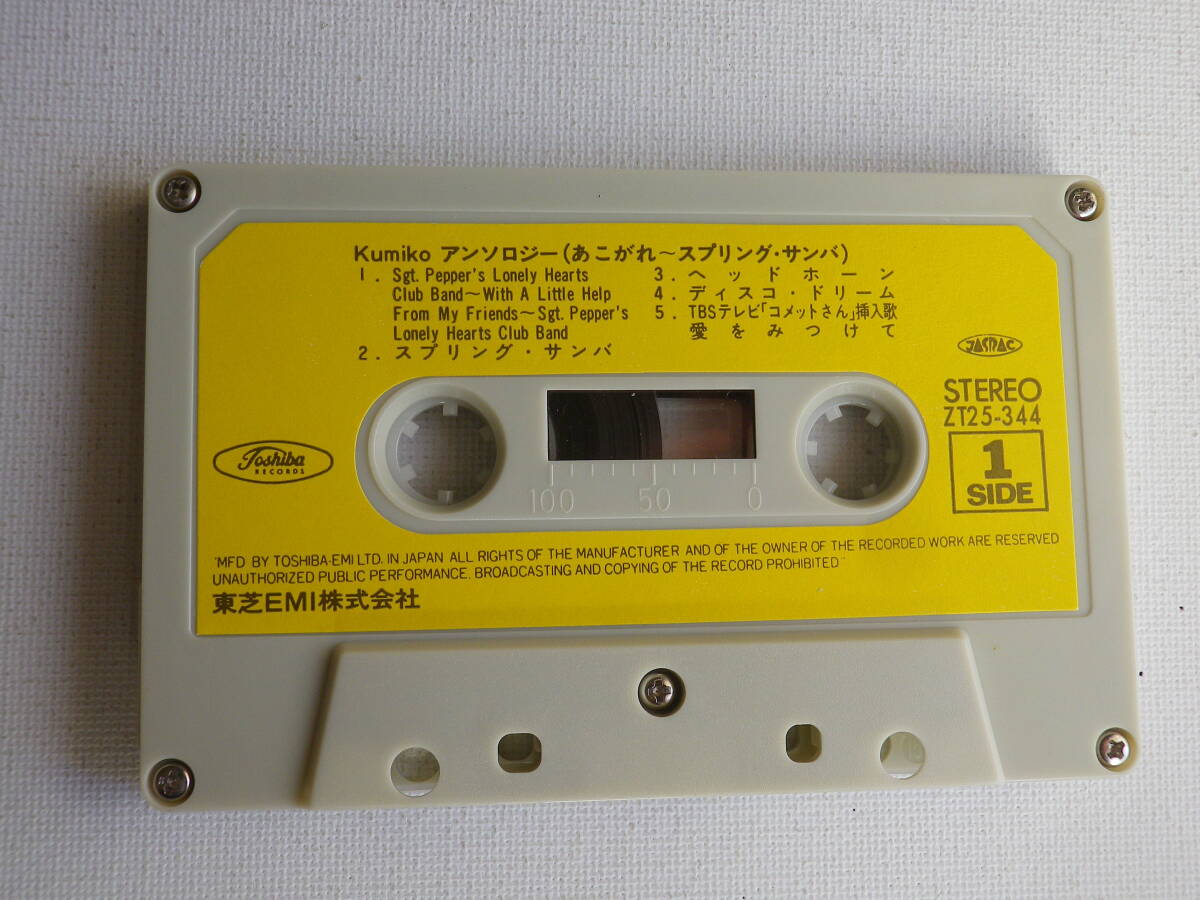 Kumiko アンソロジー(あこがれ〜スプリング・サンバ)
1. Sgt. Pepper's Lonely Hearts
Club Band〜With A Little Help
From My Friends〜Sgt. Pepper's
Lonely Hearts Club Band
2. スプリング・サンバ
3. ヘッドホーン
4. ディスコ・ドリーム
5. TBSテレビ「コメットさん」挿入歌
愛をみつけて
JASRAC
STEREO
ZT25-344
1
SIDE
Toshiba
RECORDS
100 50 0
"MFD BY TOSHIBA-EMI LTD. IN JAPAN ALL RIGHTS OF THE MANUFACTURER AND OF THE OWNER OF THE RECORDED WORK ARE RESERVED
UNAUTHORIZED PUBLIC PERFORMANCE. BROADCASTING AND COPYING OF THE RECORD PROHIBITED"
東芝EMI株式会社